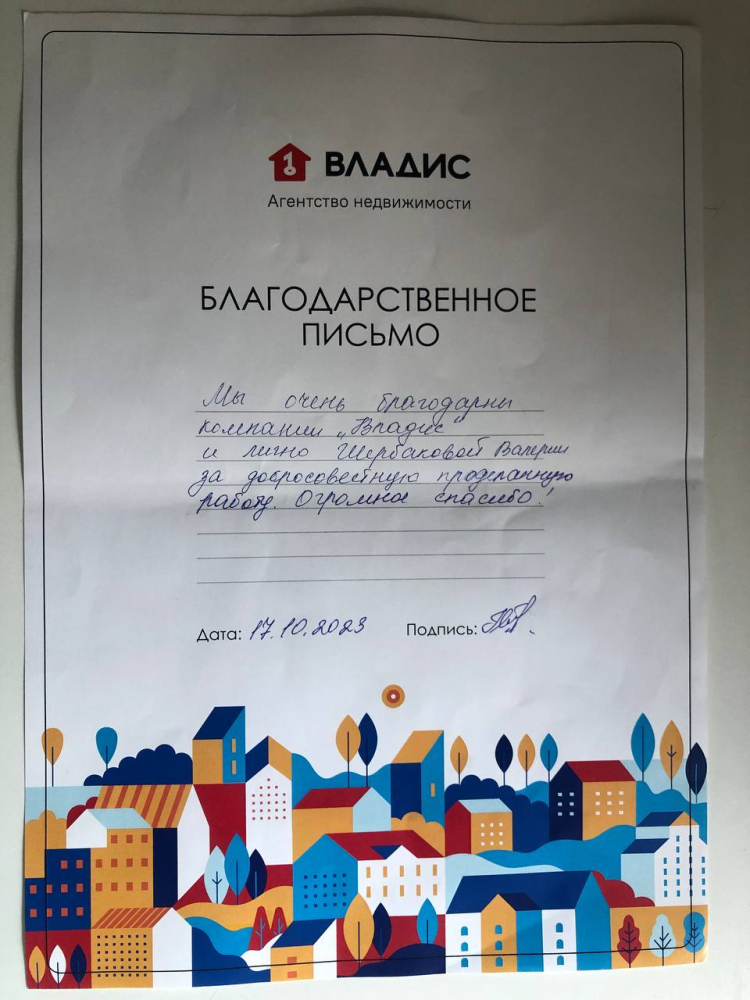 ВЛАДИС
Агентство недвижимости
БЛАГОДАРСТВЕННОЕ
ПИСЬМО
Мы очень благодарны
компании „Владис"
и лично Щербаковой Валерии
за добросовестную проделанную
работу. Огромное спасибо!
Дата: 17.10.2023 Подпись: